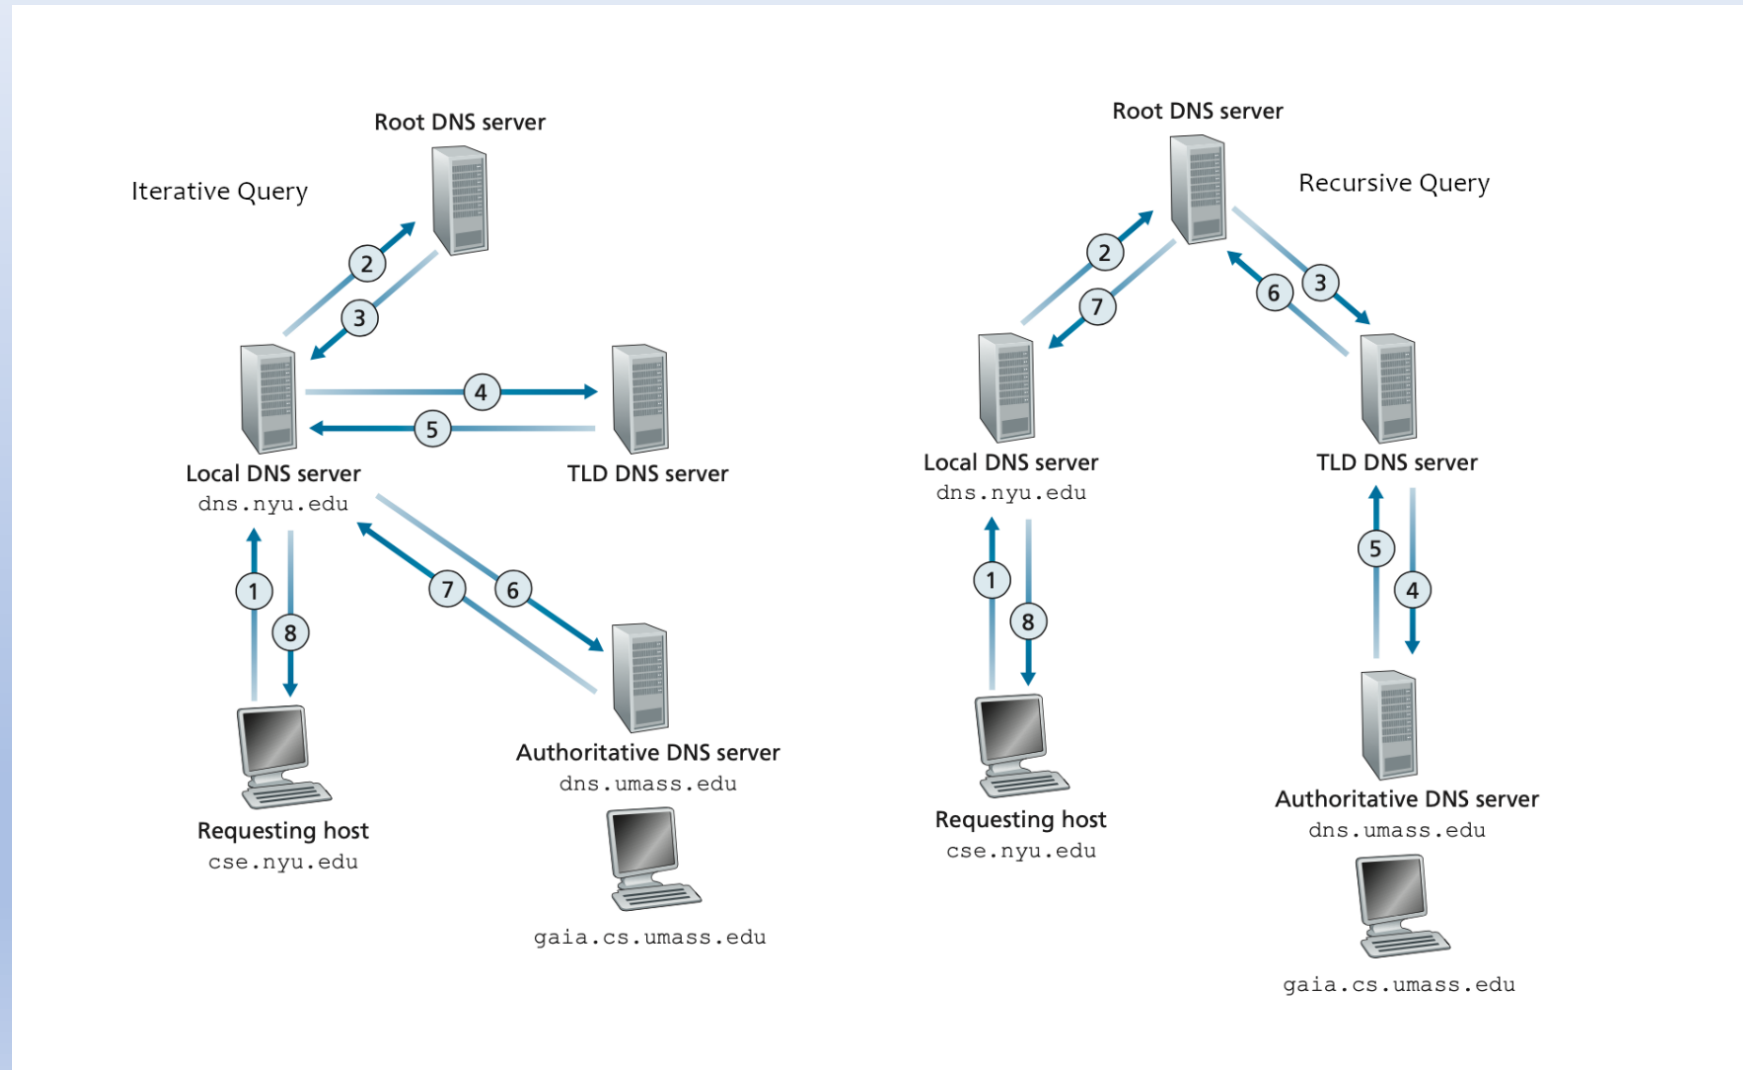 Root DNS server
Iterative Query
2
3
4
5
Local DNS server
dns.nyu.edu
TLD DNS server
1
8
7
6
Requesting host
cse.nyu.edu
Authoritative DNS server
dns.umass.edu
gaia.cs.umass.edu
Root DNS server
Recursive Query
2
7
6
3
Local DNS server
dns.nyu.edu
TLD DNS server
1
8
5
4
Requesting host
cse.nyu.edu
Authoritative DNS server
dns.umass.edu
gaia.cs.umass.edu